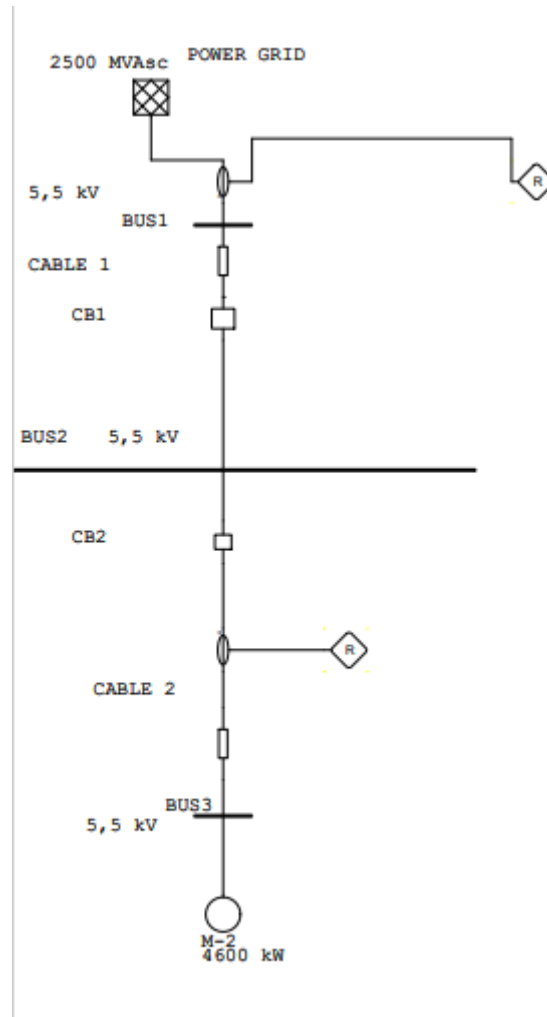 POWER GRID
2500 MVAsc
R
5,5 kV
BUS1
CABLE 1
CB1
BUS2 5,5 kV
CB2
R
CABLE 2
BUS3
5,5 kV
M-2
4600 kW